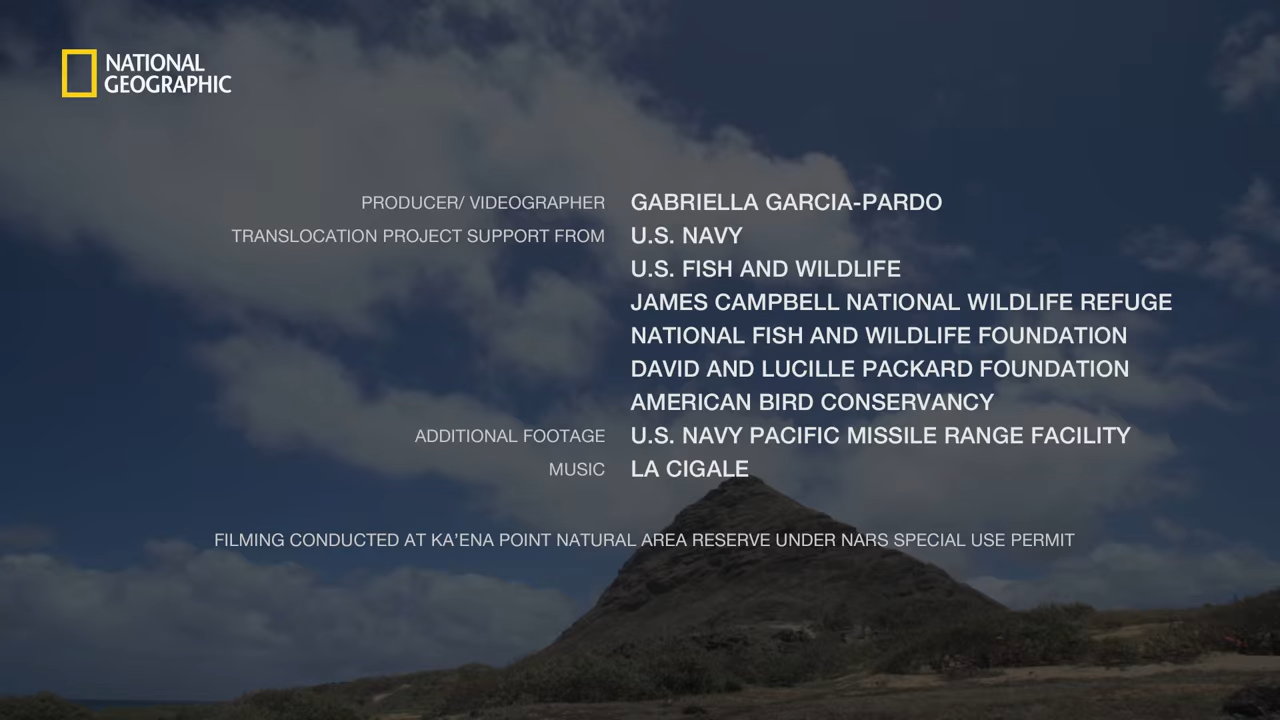 NATIONAL
GEOGRAPHIC
PRODUCER/ VIDEOGRAPHER GABRIELLA GARCIA-PARDO
TRANSLOCATION PROJECT SUPPORT FROM U.S. NAVY
U.S. FISH AND WILDLIFE
JAMES CAMPBELL NATIONAL WILDLIFE REFUGE
NATIONAL FISH AND WILDLIFE FOUNDATION
DAVID AND LUCILLE PACKARD FOUNDATION
AMERICAN BIRD CONSERVANCY
ADDITIONAL FOOTAGE U.S. NAVY PACIFIC MISSILE RANGE FACILITY
MUSIC LA CIGALE
FILMING CONDUCTED AT KA’ENA POINT NATURAL AREA RESERVE UNDER NARS SPECIAL USE PERMIT